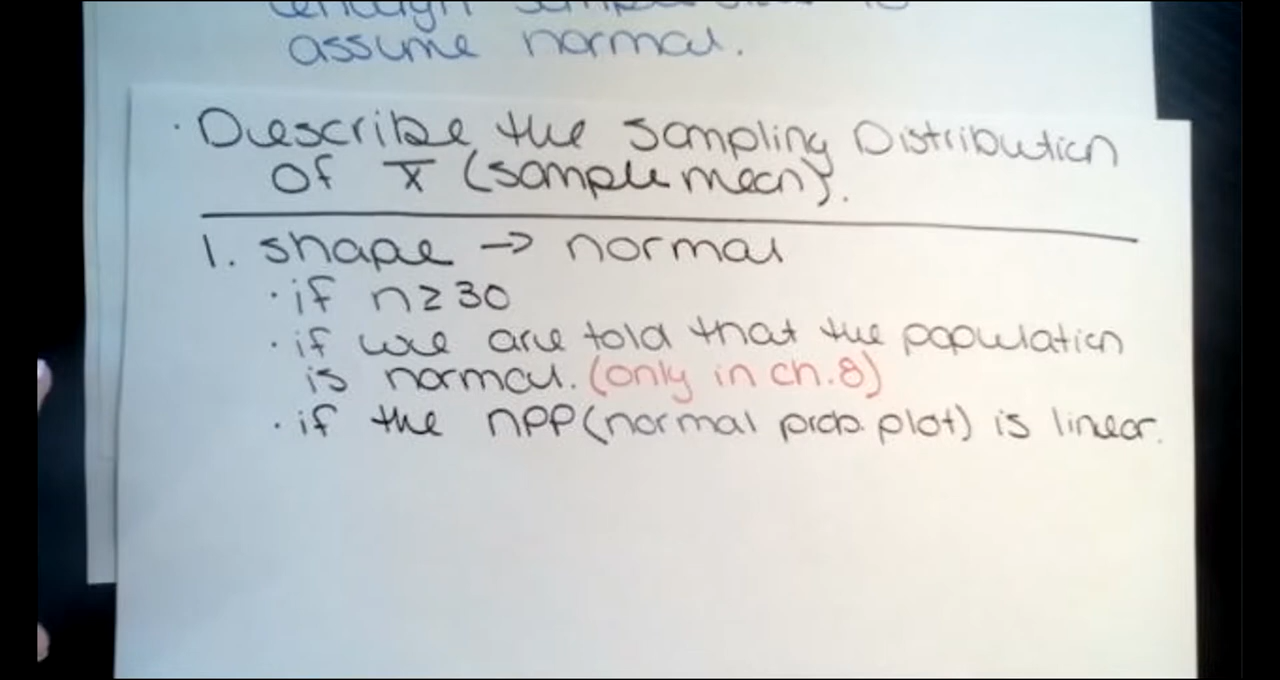 assume normal.
· Describe the Sampling Distribution
of x̄ (sample mean).
1. shape → normal
· if n ≥ 30
· if we are told that the population
is normal. (only in ch.8)
· if the npp (normal prob. plot) is linear.